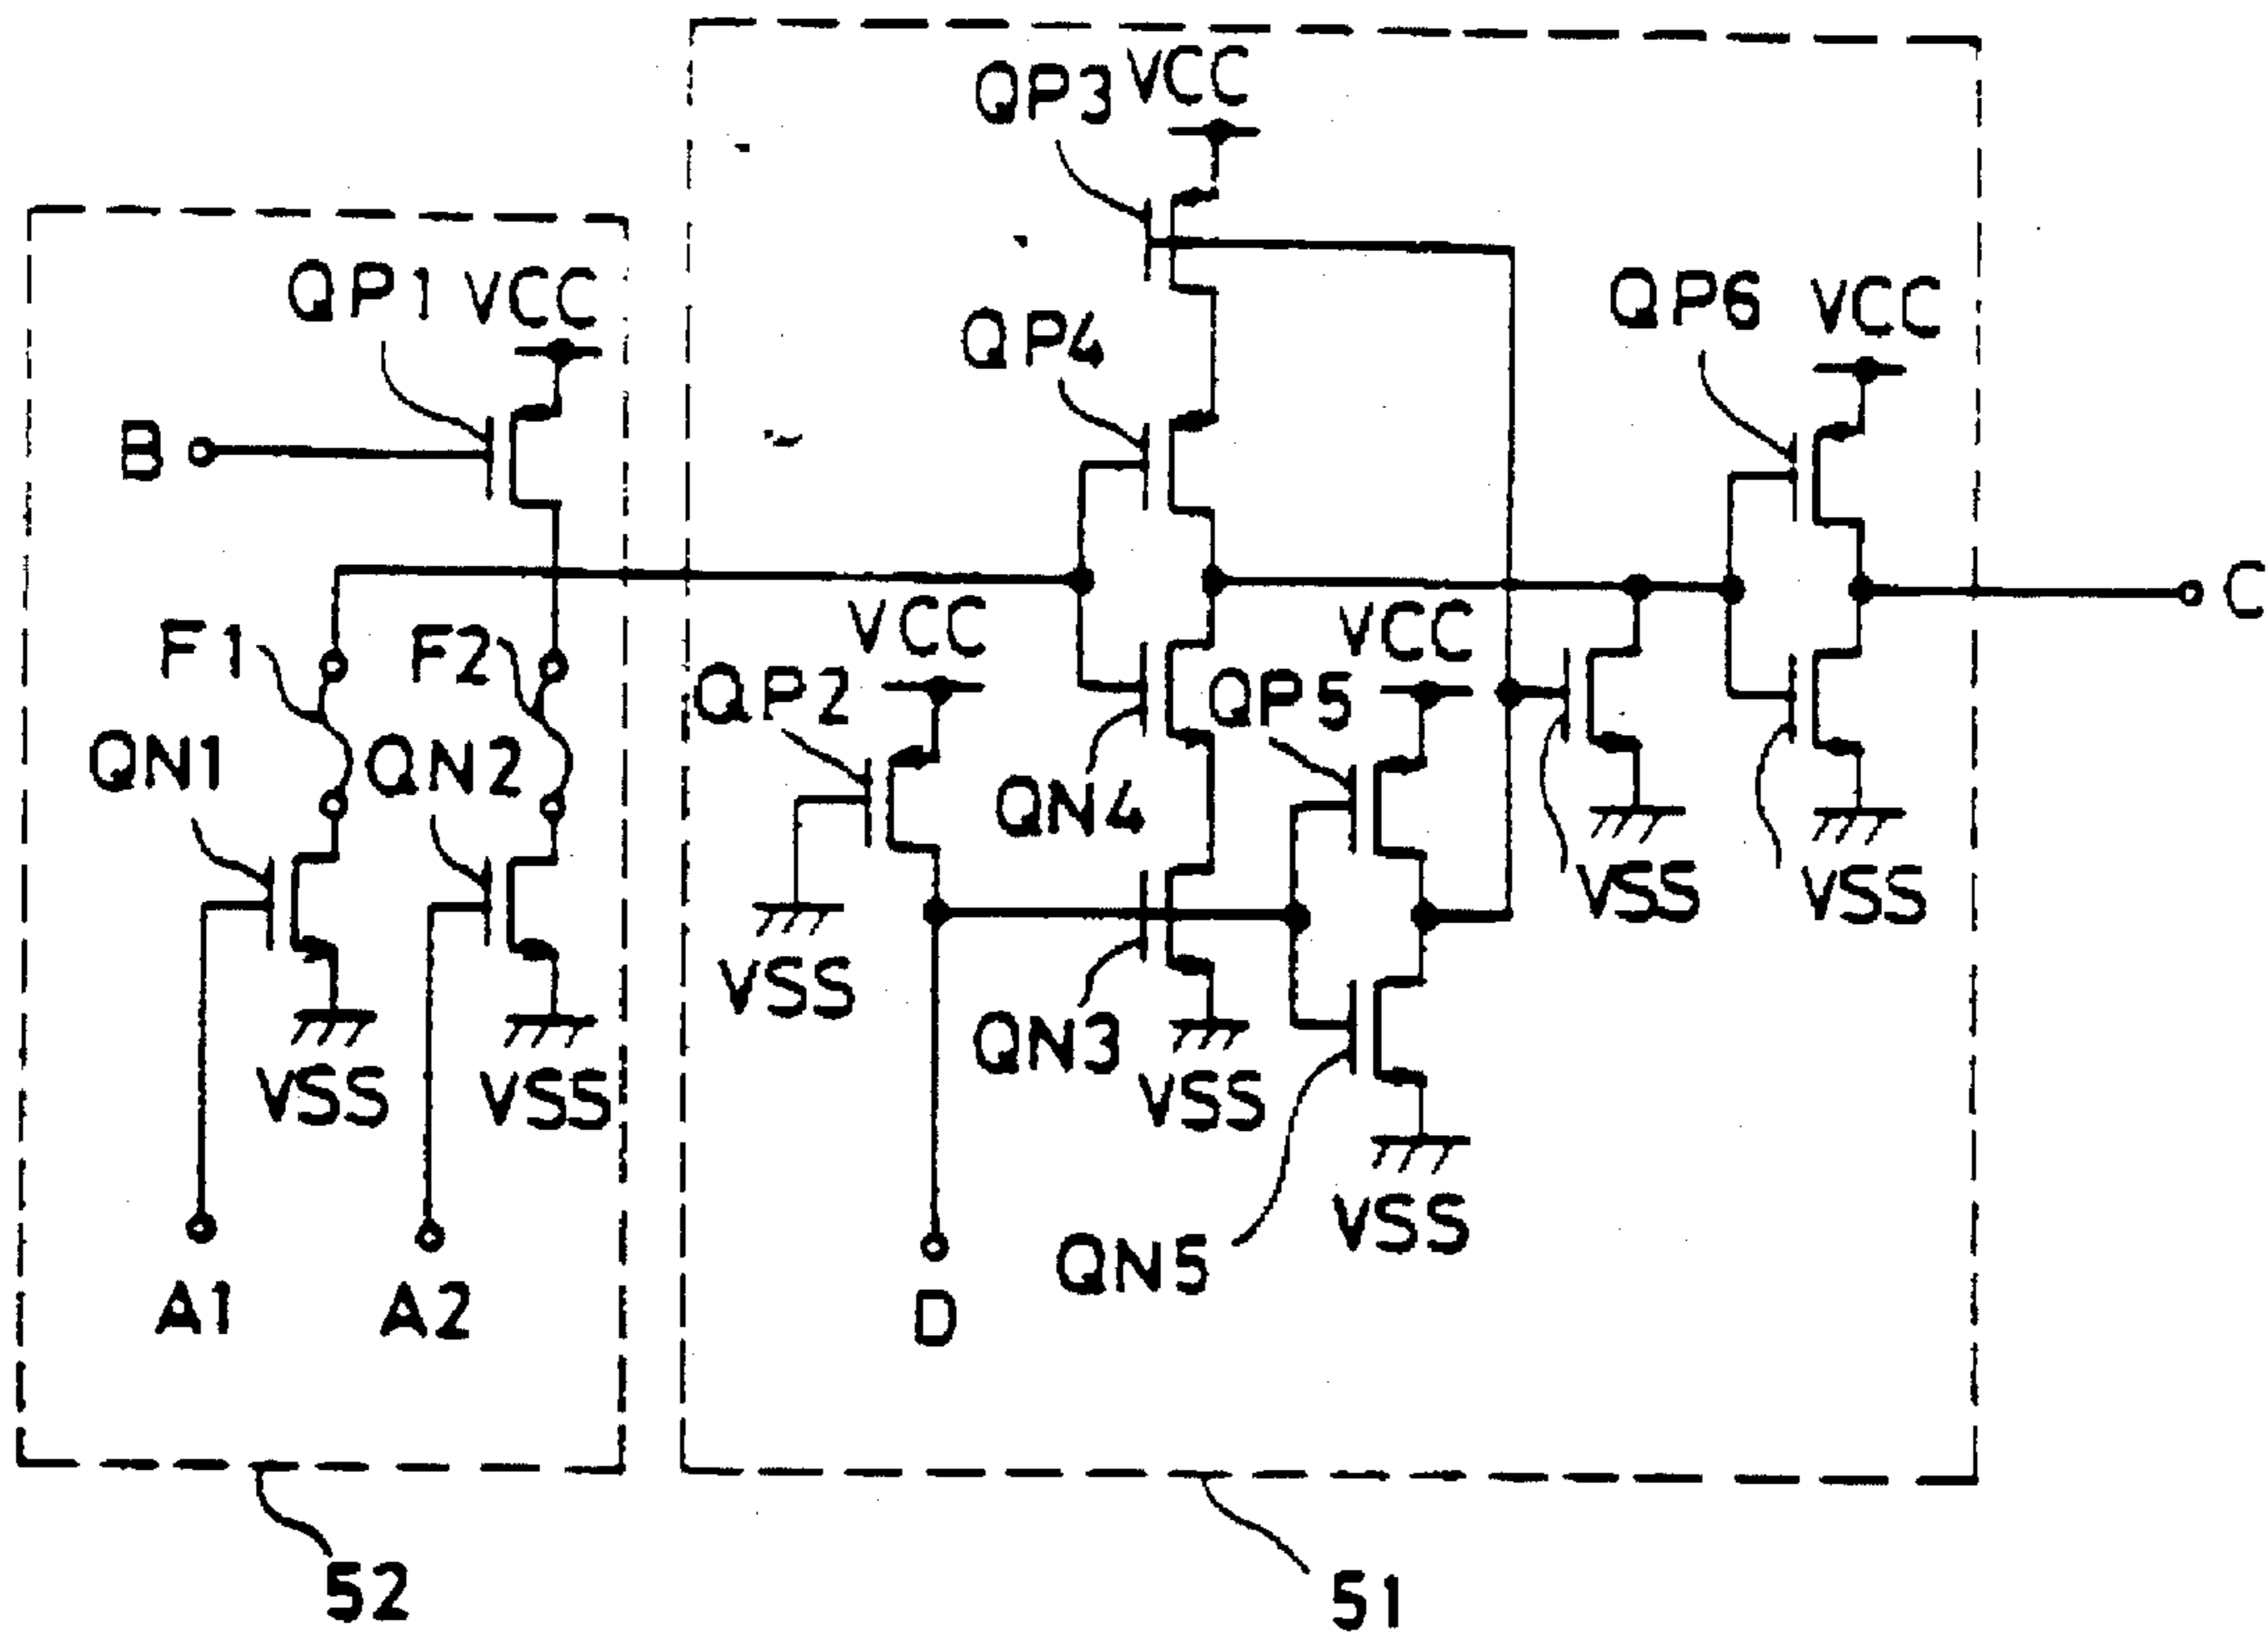 QP3 VCC
QP1 VCC
QP4
QP6 VCC
B
C
F1
F2
VCC
VCC
QP2
QP5
QN1
QN2
QN4
VSS
VSS
VSS
QN3
VSS
VSS
VSS
VSS
QN5
A1
A2
D
52
51